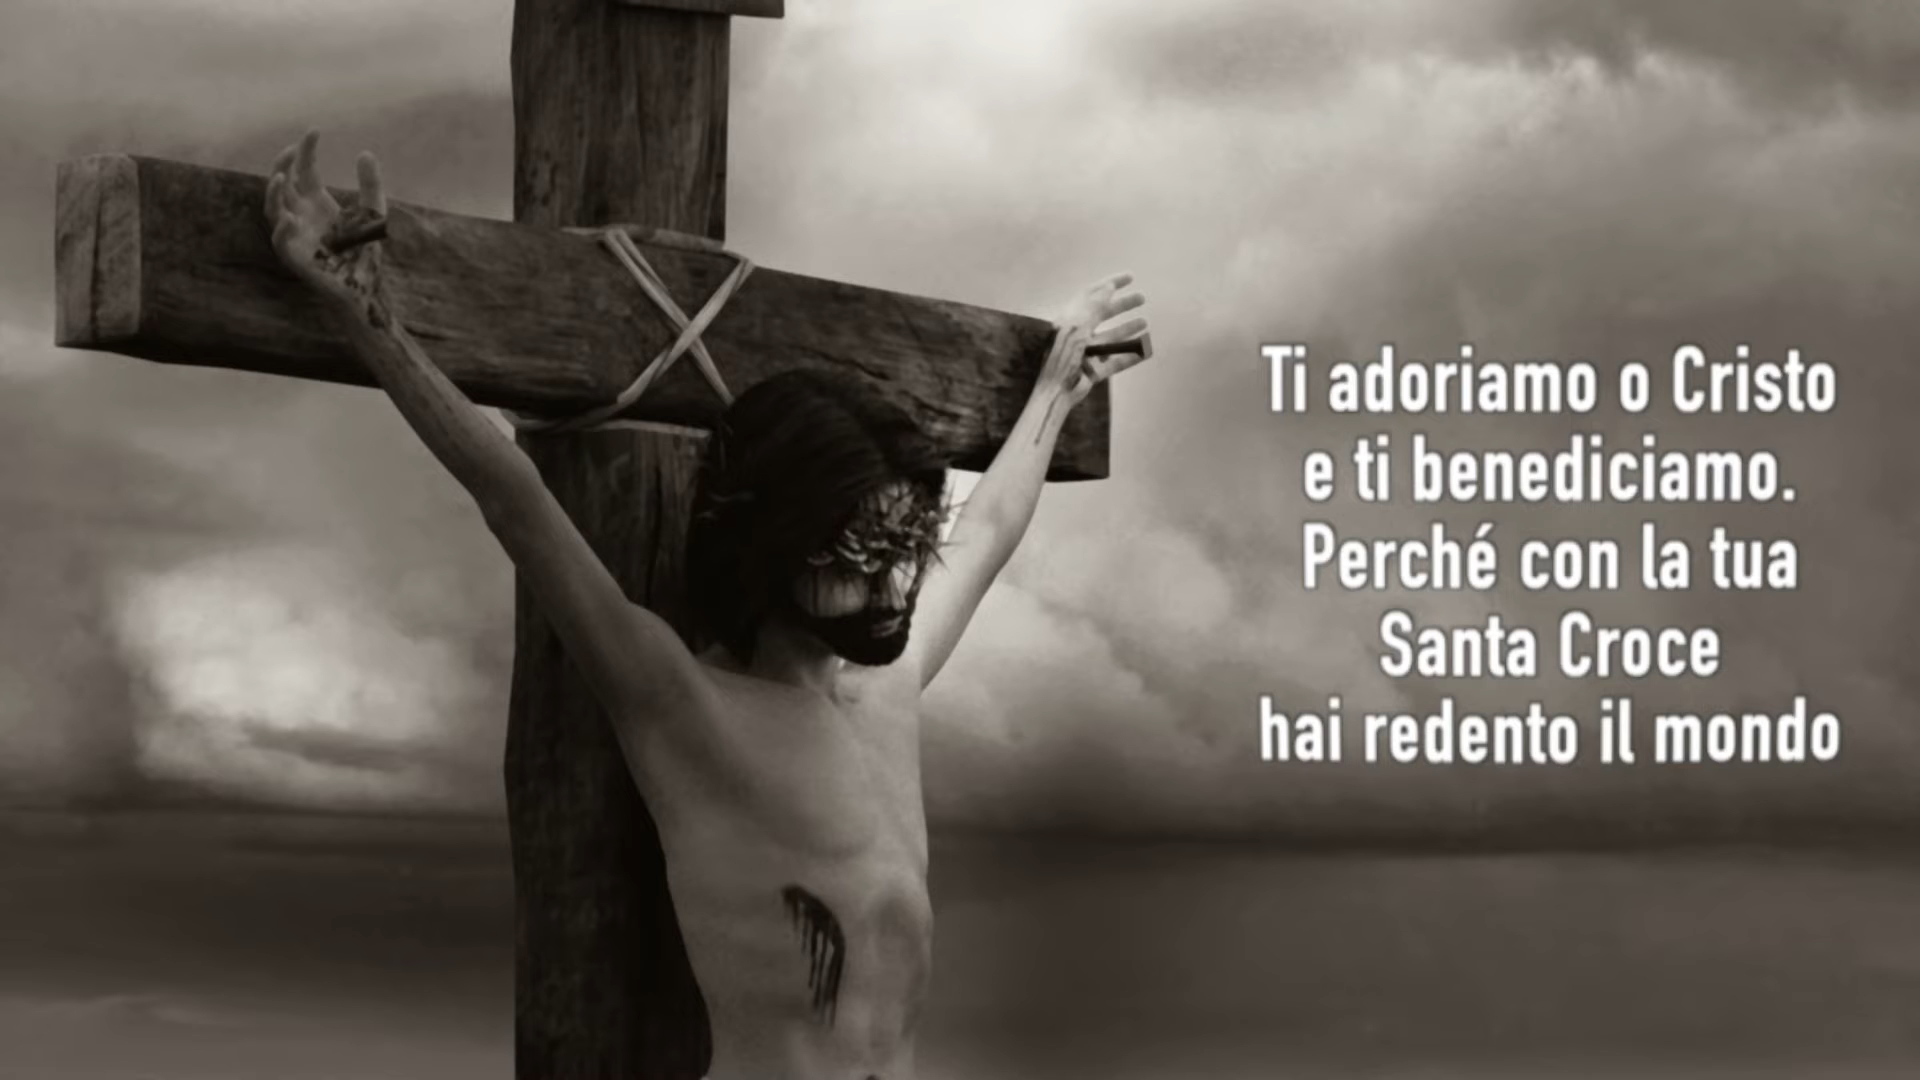 Ti adoriamo o Cristo
e ti benediciamo.
Perché con la tua
Santa Croce
hai redento il mondo